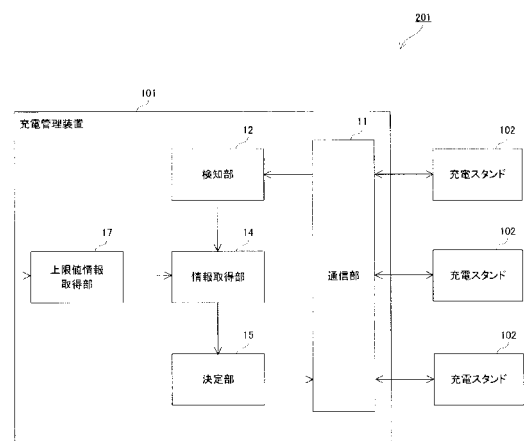 201
101
充電管理装置
12
検知部
11
通信部
102
充電スタンド
17
上限値情報
取得部
14
情報取得部
102
充電スタンド
15
決定部
102
充電スタンド